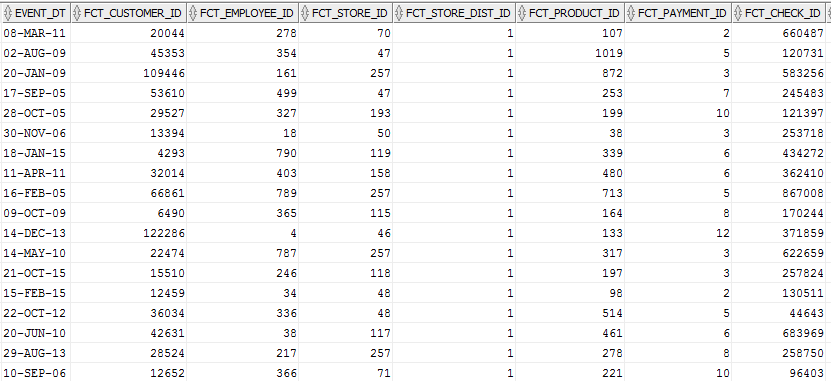 EVENT_DT FCT_CUSTOMER_ID FCT_EMPLOYEE_ID FCT_STORE_ID FCT_STORE_DIST_ID FCT_PRODUCT_ID FCT_PAYMENT_ID FCT_CHECK_ID
08-MAR-11 20044 278 70 1 107 2 660487
02-AUG-09 45353 354 47 1 1019 5 120731
20-JAN-09 109446 161 257 1 872 3 583256
17-SEP-05 53610 499 47 1 253 7 245483
28-OCT-05 29527 327 193 1 199 10 121397
30-NOV-06 13394 18 50 1 38 3 253718
18-JAN-15 4293 790 119 1 339 6 434272
11-APR-11 32014 403 158 1 480 6 362410
16-FEB-05 66861 789 257 1 713 5 867008
09-OCT-09 6490 365 115 1 164 8 170244
14-DEC-13 122286 4 46 1 133 12 371859
14-MAY-10 22474 787 257 1 317 3 622659
21-OCT-15 15510 246 118 1 197 3 257824
15-FEB-15 12459 34 48 1 98 2 130511
22-OCT-12 36034 336 48 1 514 5 44643
20-JUN-10 42631 38 117 1 461 6 683969
29-AUG-13 28524 217 257 1 278 8 258750
10-SEP-06 12652 366 71 1 221 10 96403